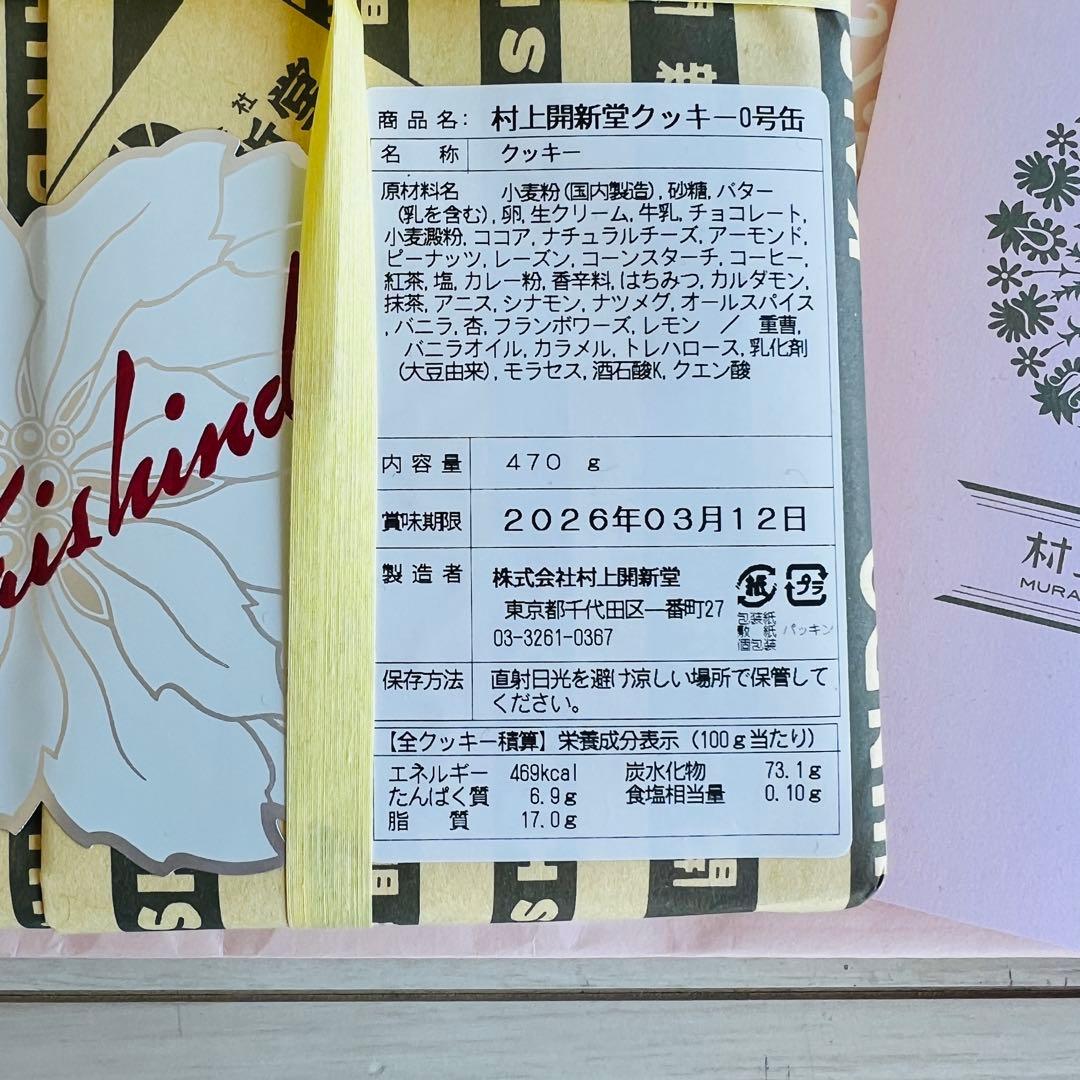 商品名: 村上開新堂クッキー0号缶
名 称 クッキー
原材料名 小麦粉(国内製造),砂糖,バター
(乳を含む),卵,生クリーム,牛乳,チョコレート,
小麦澱粉,ココア,ナチュラルチーズ,アーモンド,
ピーナッツ,レーズン,コーンスターチ,コーヒー,
紅茶,塩,カレー粉,香辛料,はちみつ,カルダモン,
抹茶,アニス,シナモン,ナツメグ,オールスパイス
,バニラ,杏,フランボワーズ,レモン / 重曹,
バニラオイル,カラメル,トレハロース,乳化剤
(大豆由来),モラセス,酒石酸K,クエン酸
内容量 470 g
賞味期限 2026年03月12日
製造者 株式会社村上開新堂
東京都千代田区一番町27
03-3261-0367
紙 プラ
包装紙
敷 紙 パッキン
個包装
保存方法 直射日光を避け涼しい場所で保管して
ください。
【全クッキー積算】栄養成分表示(100g当たり)
エネルギー 469kcal 炭水化物 73.1g
たんぱく質 6.9g 食塩相当量 0.10g
脂 質 17.0g
Kishind
村上
MURA